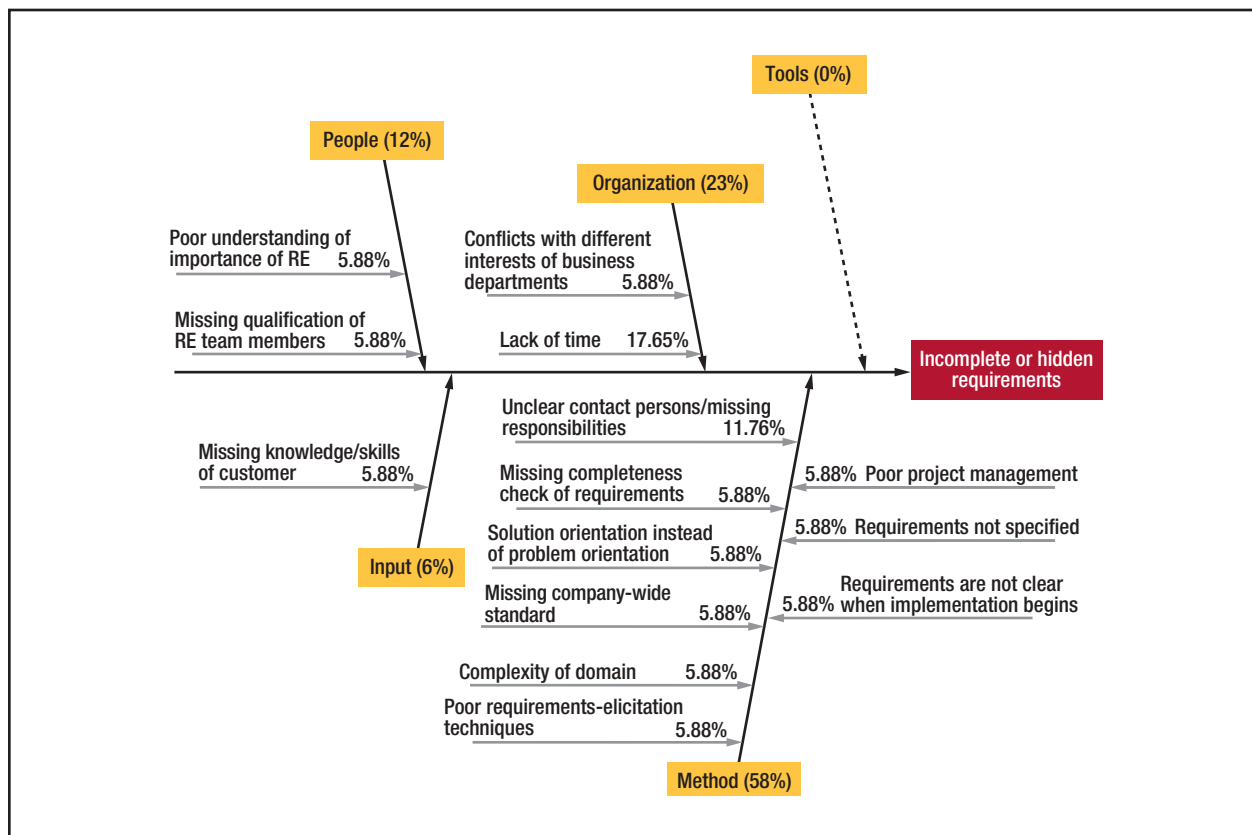 Tools (0%)
People (12%)
Organization (23%)
Poor understanding of
importance of RE 5.88%
Missing qualification of
RE team members 5.88%
Conflicts with different
interests of business
departments 5.88%
Lack of time 17.65%
Incomplete or hidden
requirements
Missing knowledge/skills
of customer 5.88%
Input (6%)
Unclear contact persons/missing
responsibilities 11.76%
Missing completeness
check of requirements 5.88%
Solution orientation instead
of problem orientation 5.88%
Missing company-wide
standard 5.88%
Complexity of domain 5.88%
Poor requirements-elicitation
techniques 5.88%
5.88% Poor project management
5.88% Requirements not specified
Requirements are not clear
5.88% when implementation begins
Method (58%)